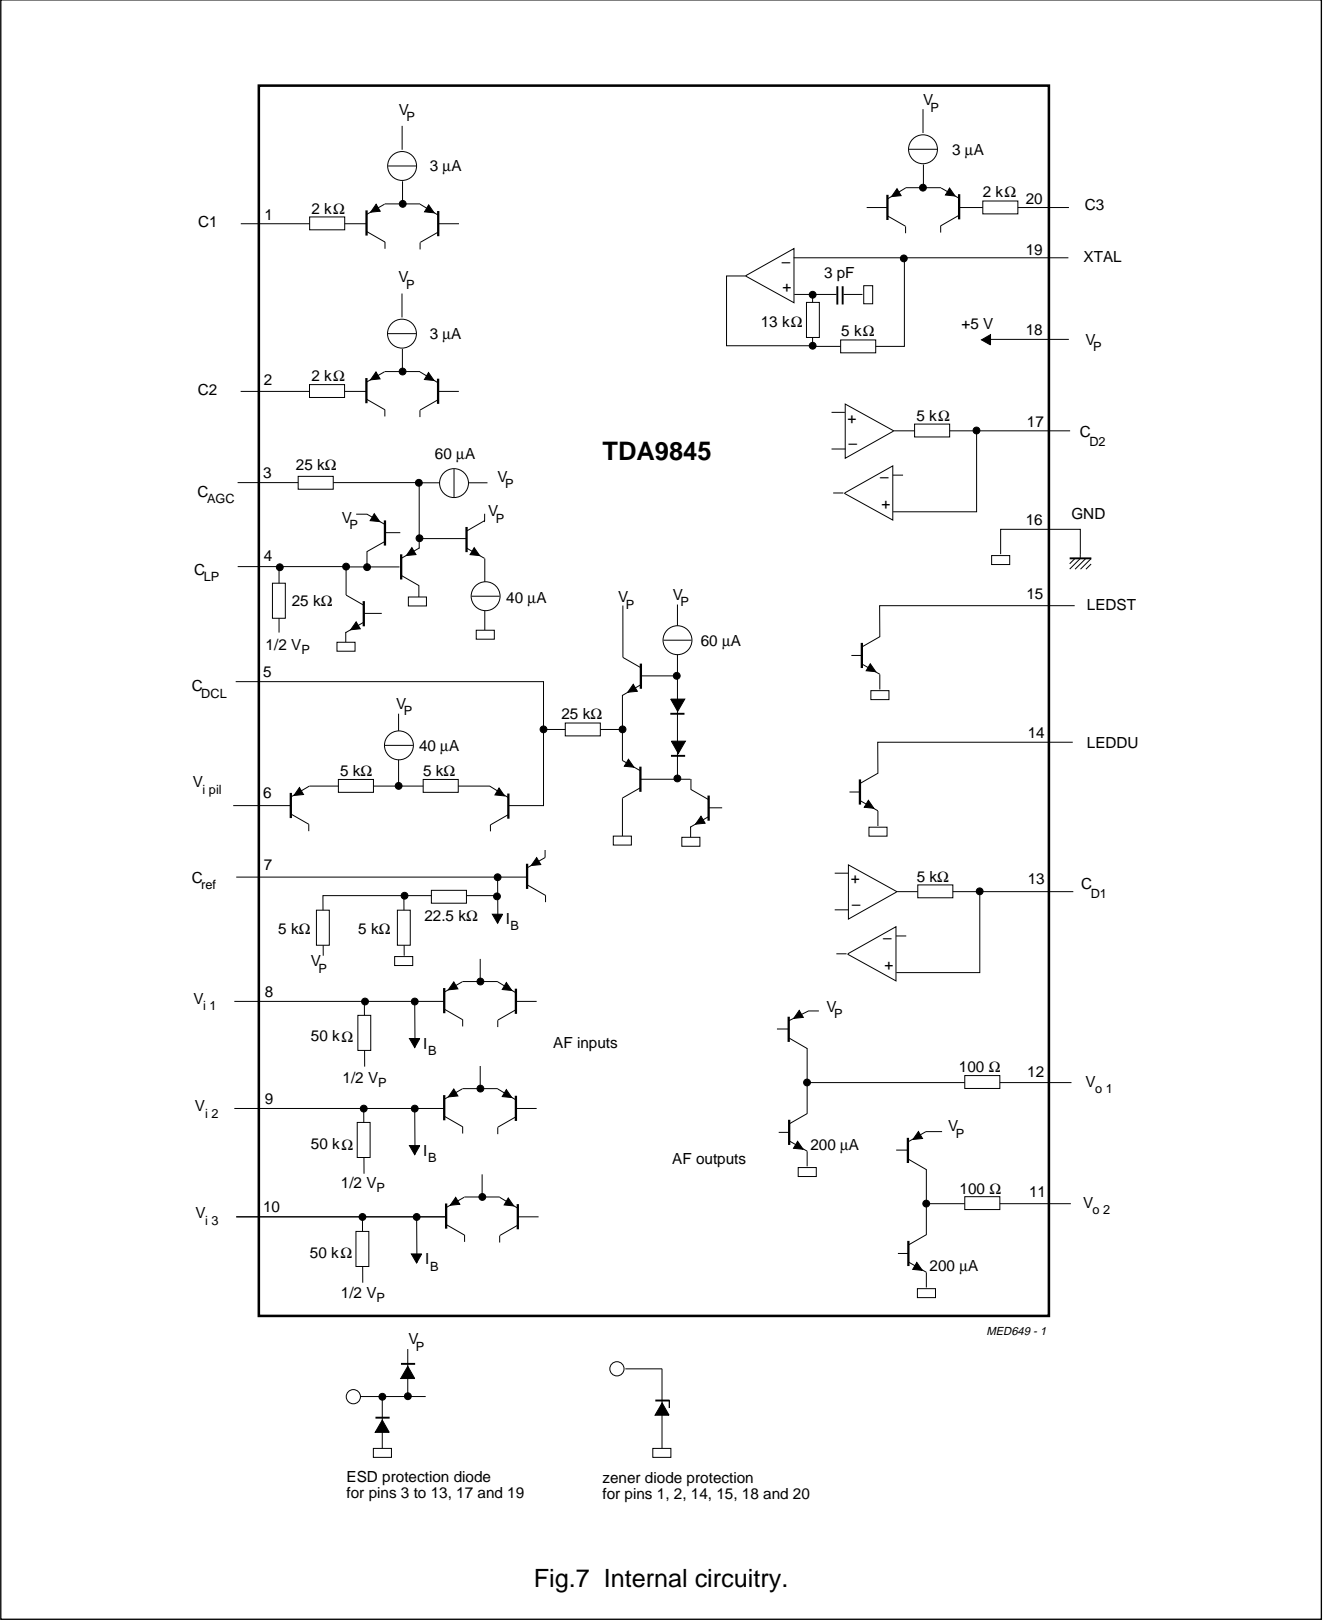 V_P
3 µA
2 kΩ
C1
1
V_P
3 µA
2 kΩ
C2
2
TDA9845
60 µA
V_P
25 kΩ
3
C_AGC
V_P
V_P
4
C_LP
25 kΩ
40 µA
1/2 V_P
5
C_DCL
V_P
V_P
60 µA
25 kΩ
V_P
40 µA
5 kΩ
5 kΩ
V_i pil
6
7
C_ref
22.5 kΩ
I_B
5 kΩ
5 kΩ
V_P
8
V_i 1
50 kΩ
I_B
1/2 V_P
AF inputs
9
V_i 2
50 kΩ
I_B
1/2 V_P
10
V_i 3
50 kΩ
I_B
1/2 V_P
V_P
3 µA
2 kΩ
20
C3
19
XTAL
3 pF
−
+
13 kΩ
5 kΩ
+5 V
18
V_P
+
−
5 kΩ
17
C_D2
−
+
16
GND
15
LEDST
14
LEDDU
+
−
5 kΩ
13
C_D1
−
+
V_P
100 Ω
12
V_o 1
200 µA
AF outputs
V_P
100 Ω
11
V_o 2
200 µA
MED649 - 1
V_P
ESD protection diode
for pins 3 to 13, 17 and 19
zener diode protection
for pins 1, 2, 14, 15, 18 and 20
Fig.7 Internal circuitry.